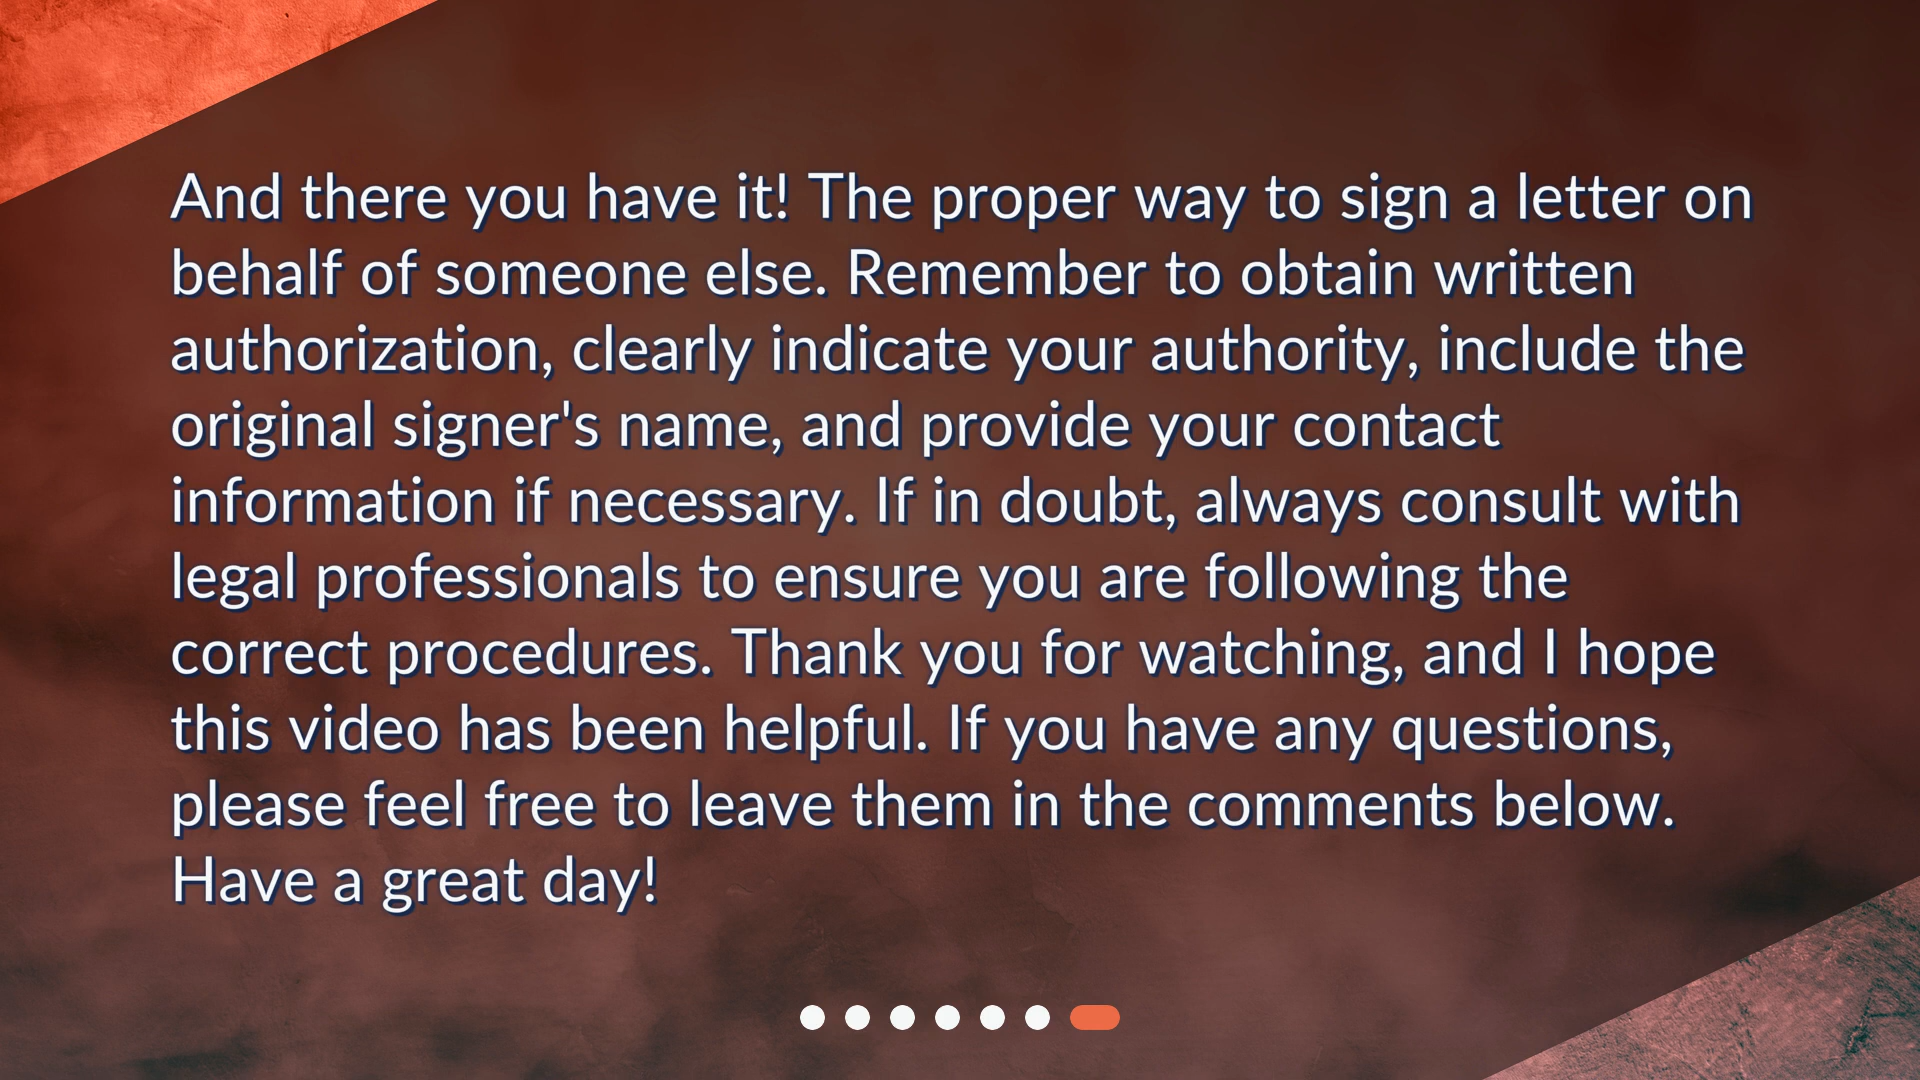 And there you have it! The proper way to sign a letter on
behalf of someone else. Remember to obtain written
authorization, clearly indicate your authority, include the
original signer's name, and provide your contact
information if necessary. If in doubt, always consult with
legal professionals to ensure you are following the
correct procedures. Thank you for watching, and I hope
this video has been helpful. If you have any questions,
please feel free to leave them in the comments below.
Have a great day!